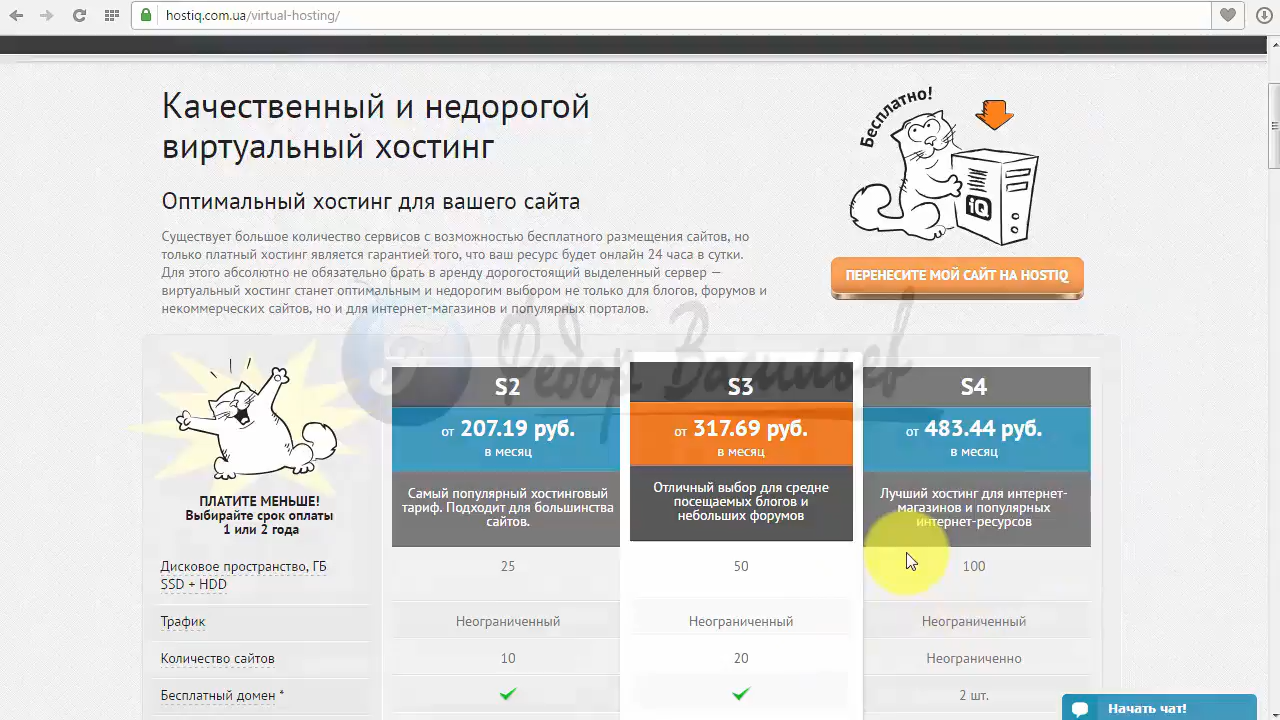 hostiq.com.ua/virtual-hosting/
Качественный и недорогой
виртуальный хостинг
Бесплатно!
iQ
Оптимальный хостинг для вашего сайта
Существует большое количество сервисов с возможностью бесплатного размещения сайтов, но
только платный хостинг является гарантией того, что ваш ресурс будет онлайн 24 часа в сутки.
Для этого абсолютно не обязательно брать в аренду дорогостоящий выделенный сервер —
виртуальный хостинг станет оптимальным и недорогим выбором не только для блогов, форумов и
некоммерческих сайтов, но и для интернет-магазинов и популярных порталов.
ПЕРЕНЕСИТЕ МОЙ САЙТ НА HOSTIQ
Федор Васильев
ПЛАТИТЕ МЕНЬШЕ!
Выбирайте срок оплаты
1 или 2 года
S2
от 207.19 руб.
в месяц
Самый популярный хостинговый
тариф. Подходит для большинства
сайтов.
S3
от 317.69 руб.
в месяц
Отличный выбор для средне
посещаемых блогов и
небольших форумов
S4
от 483.44 руб.
в месяц
Лучший хостинг для интернет-
магазинов и популярных
интернет-ресурсов
Дисковое пространство, ГБ
SSD + HDD
25 50 100
Трафик Неограниченный Неограниченный Неограниченный
Количество сайтов 10 20 Неограниченно
Бесплатный домен * 2 шт.
Начать чат!